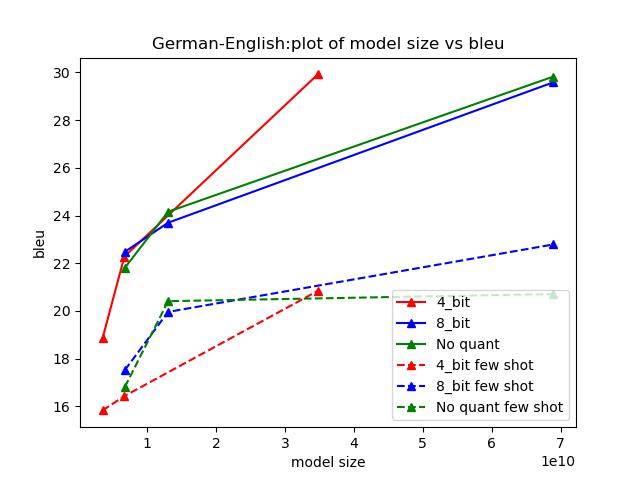 German-English:plot of model size vs bleu
30
28
26
24
22
20
18
16
bleu
4_bit
8_bit
No quant
4_bit few shot
8_bit few shot
No quant few shot
1 2 3 4 5 6 7
1e10
model size